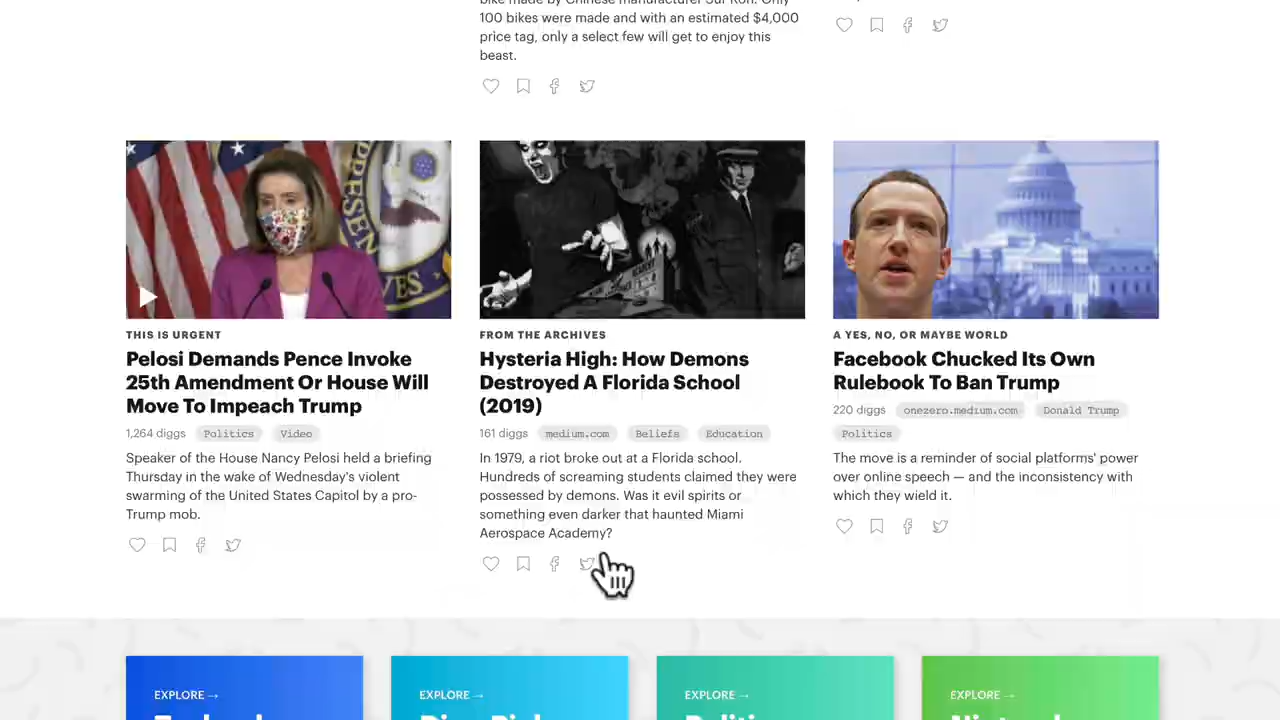 bike made by Chinese manufacturer Sur Ron. Only
100 bikes were made and with an estimated $4,000
price tag, only a select few will get to enjoy this
beast.
THIS IS URGENT
Pelosi Demands Pence Invoke
25th Amendment Or House Will
Move To Impeach Trump
1,264 diggs Politics Video
Speaker of the House Nancy Pelosi held a briefing
Thursday in the wake of Wednesday's violent
swarming of the United States Capitol by a pro-
Trump mob.
FROM THE ARCHIVES
Hysteria High: How Demons
Destroyed A Florida School
(2019)
161 diggs medium.com Beliefs Education
In 1979, a riot broke out at a Florida school.
Hundreds of screaming students claimed they were
possessed by demons. Was it evil spirits or
something even darker that haunted Miami
Aerospace Academy?
A YES, NO, OR MAYBE WORLD
Facebook Chucked Its Own
Rulebook To Ban Trump
220 diggs onezero.medium.com Donald Trump
Politics
The move is a reminder of social platforms' power
over online speech — and the inconsistency with
which they wield it.
EXPLORE →
EXPLORE →
EXPLORE →
EXPLORE →